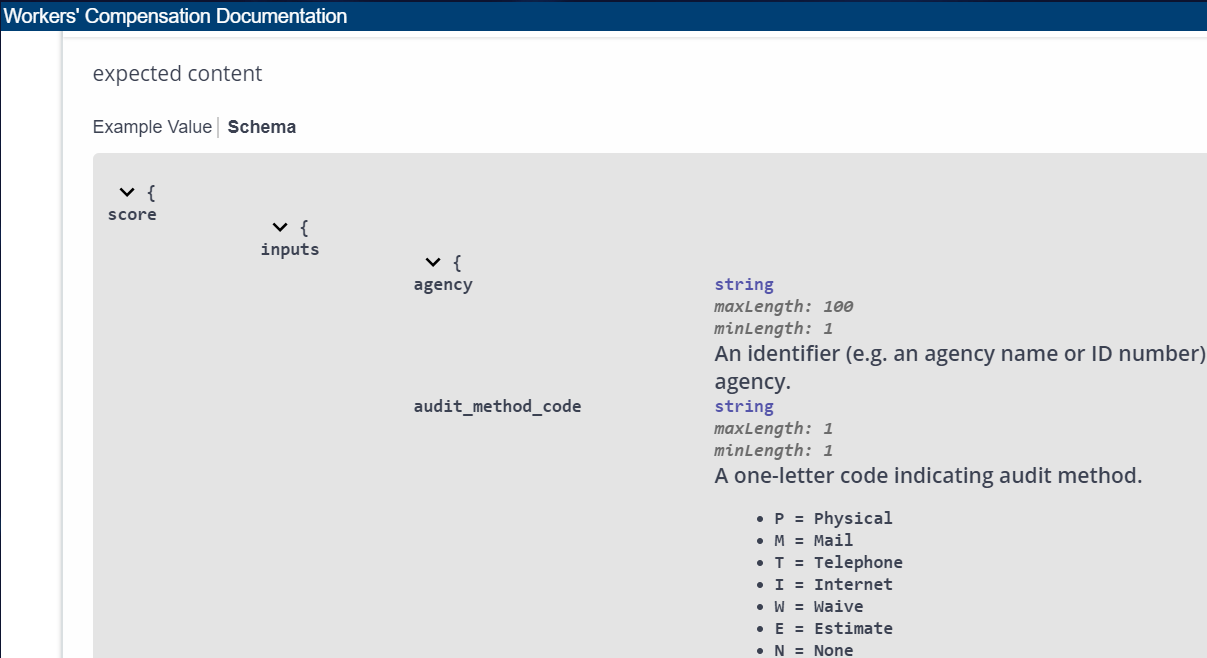 Workers' Compensation Documentation
expected content
Example Value | Schema
{
score
{
inputs
{
agency string
maxLength: 100
minLength: 1
An identifier (e.g. an agency name or ID number)
agency.
audit_method_code string
maxLength: 1
minLength: 1
A one-letter code indicating audit method.
• P = Physical
• M = Mail
• T = Telephone
• I = Internet
• W = Waive
• E = Estimate
• N = None